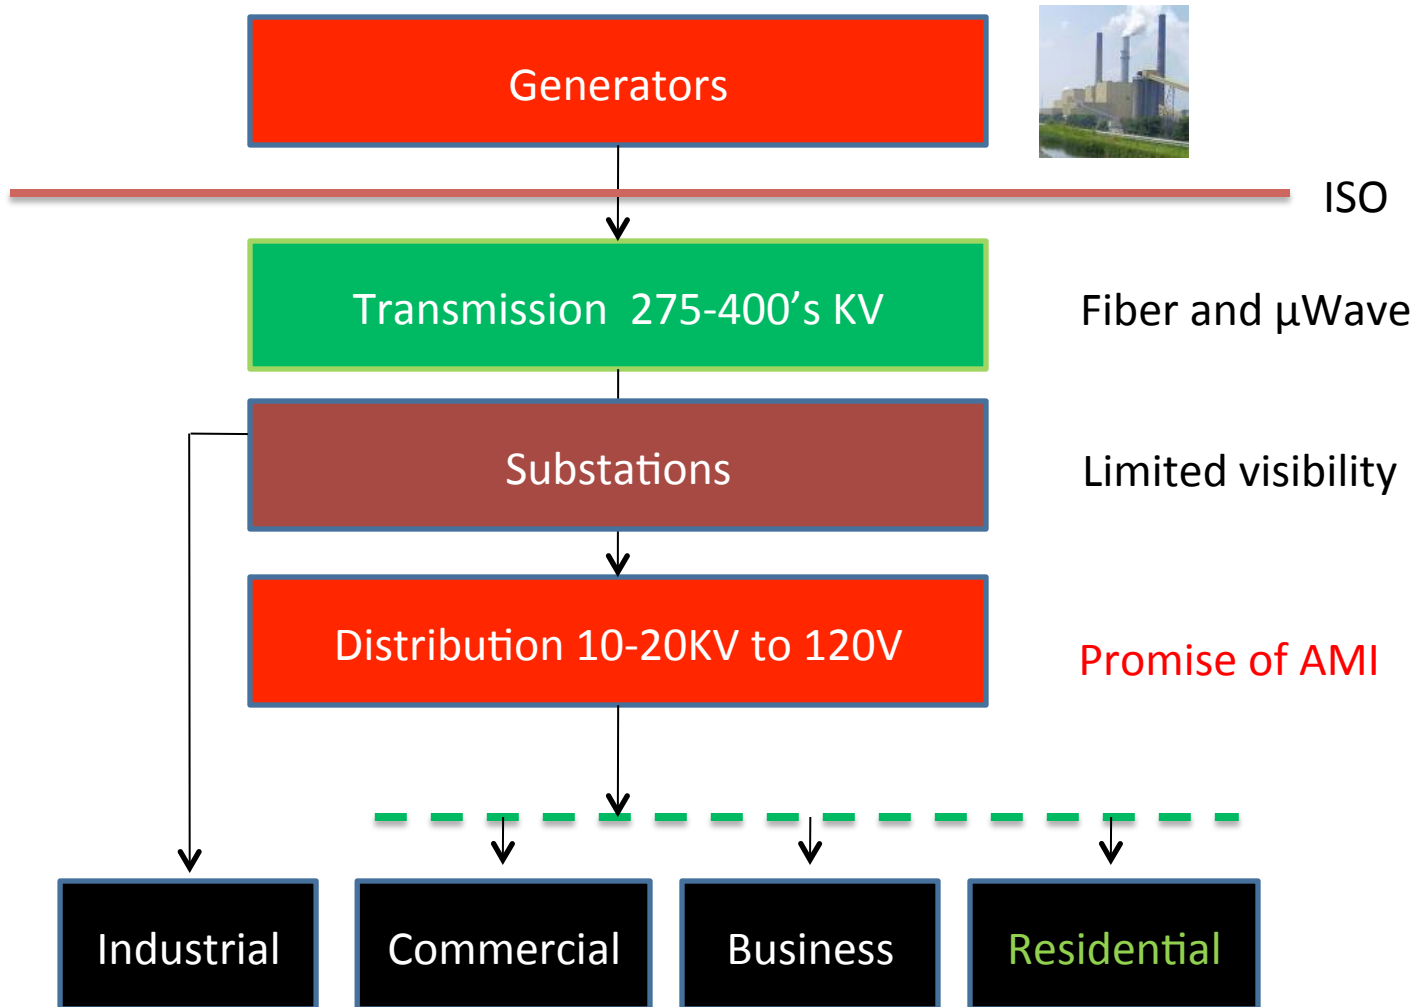 Generators
ISO
Transmission  275-400’s KV
Fiber and µWave
Substations
Limited visibility
Distribution 10-20KV to 120V
Promise of AMI
Industrial
Commercial
Business
Residential